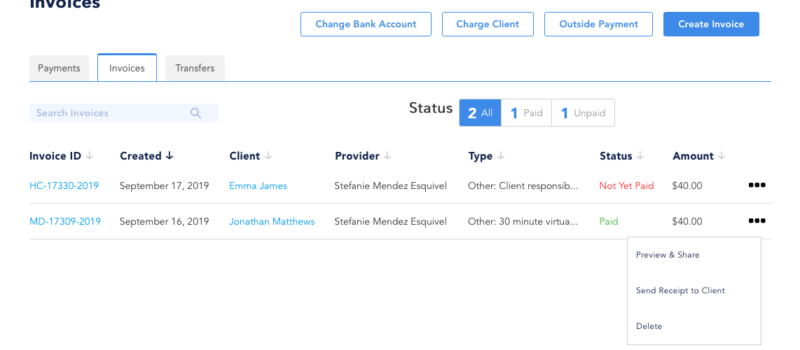 Invoices
Change Bank Account Charge Client Outside Payment Create Invoice
Payments Invoices Transfers
Search Invoices Status 2 All 1 Paid 1 Unpaid
Invoice ID Created Client Provider Type Status Amount
HC-17330-2019 September 17, 2019 Emma James Stefanie Mendez Esquivel Other: Client responsib... Not Yet Paid $40.00
MD-17309-2019 September 16, 2019 Jonathan Matthews Stefanie Mendez Esquivel Other: 30 minute virtua... Paid $40.00
Preview & Share
Send Receipt to Client
Delete